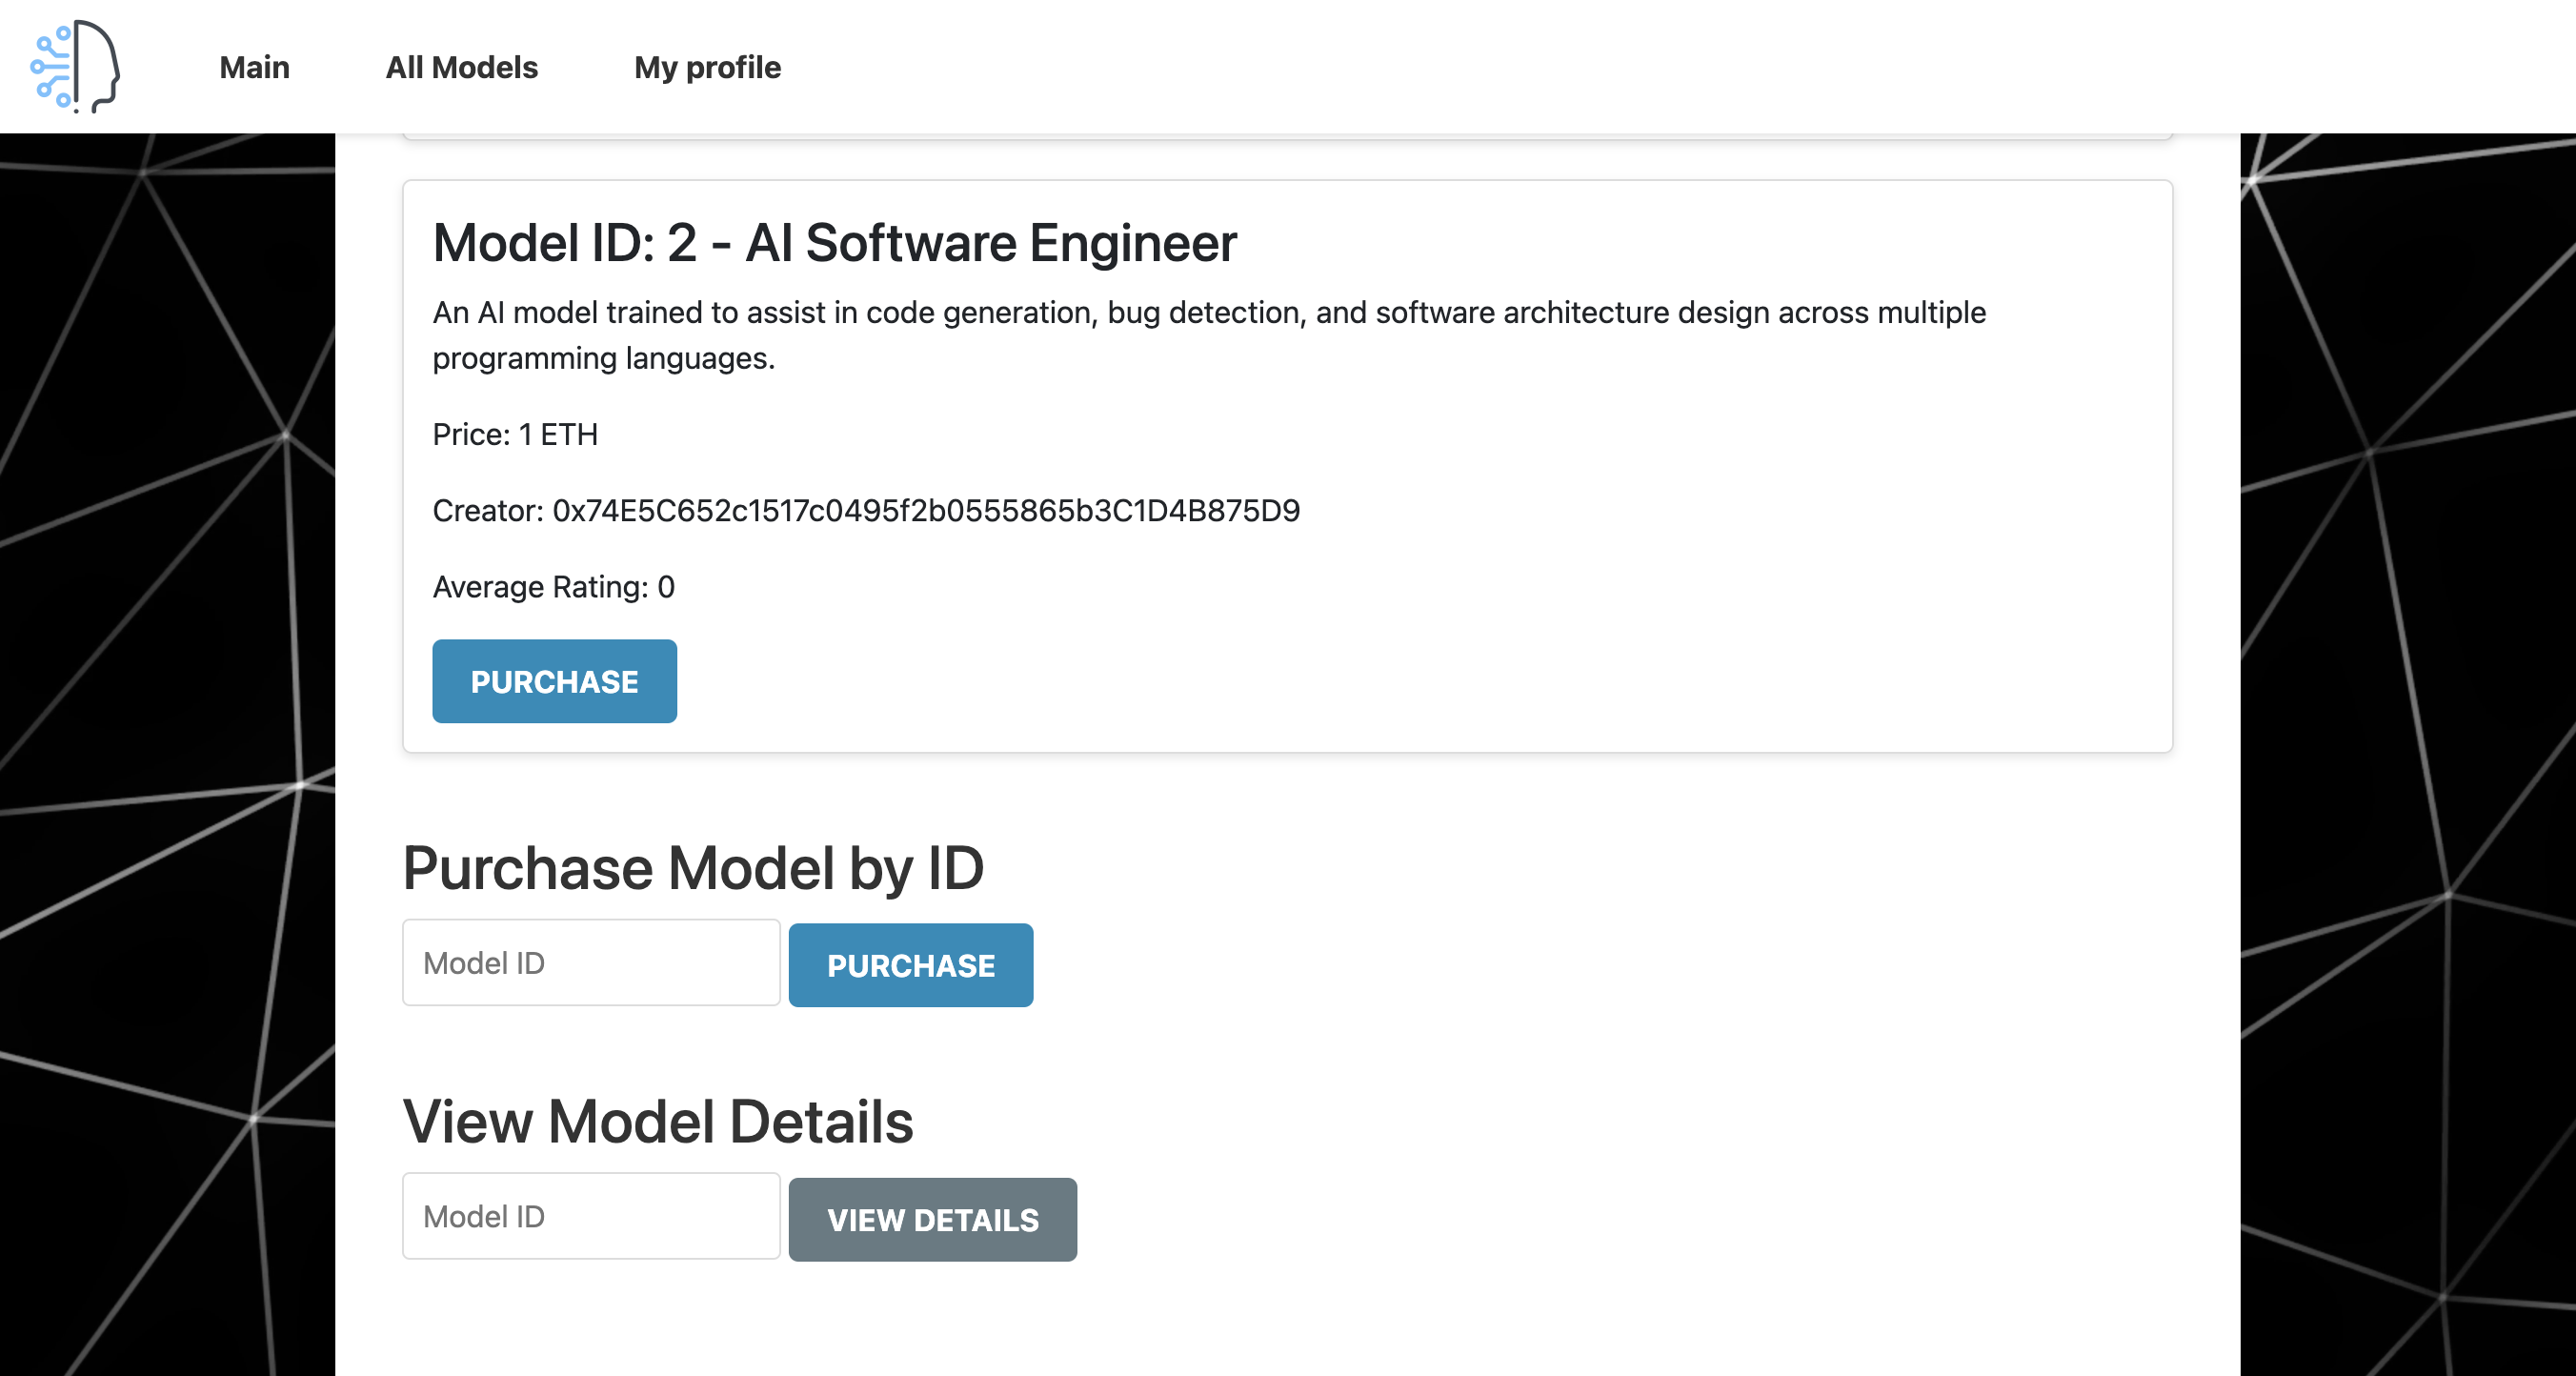 Main
All Models
My profile
Model ID: 2 - AI Software Engineer
An AI model trained to assist in code generation, bug detection, and software architecture design across multiple
programming languages.
Price: 1 ETH
Creator: 0x74E5C652c1517c0495f2b0555865b3C1D4B875D9
Average Rating: 0
PURCHASE
Purchase Model by ID
Model ID
PURCHASE
View Model Details
Model ID
VIEW DETAILS